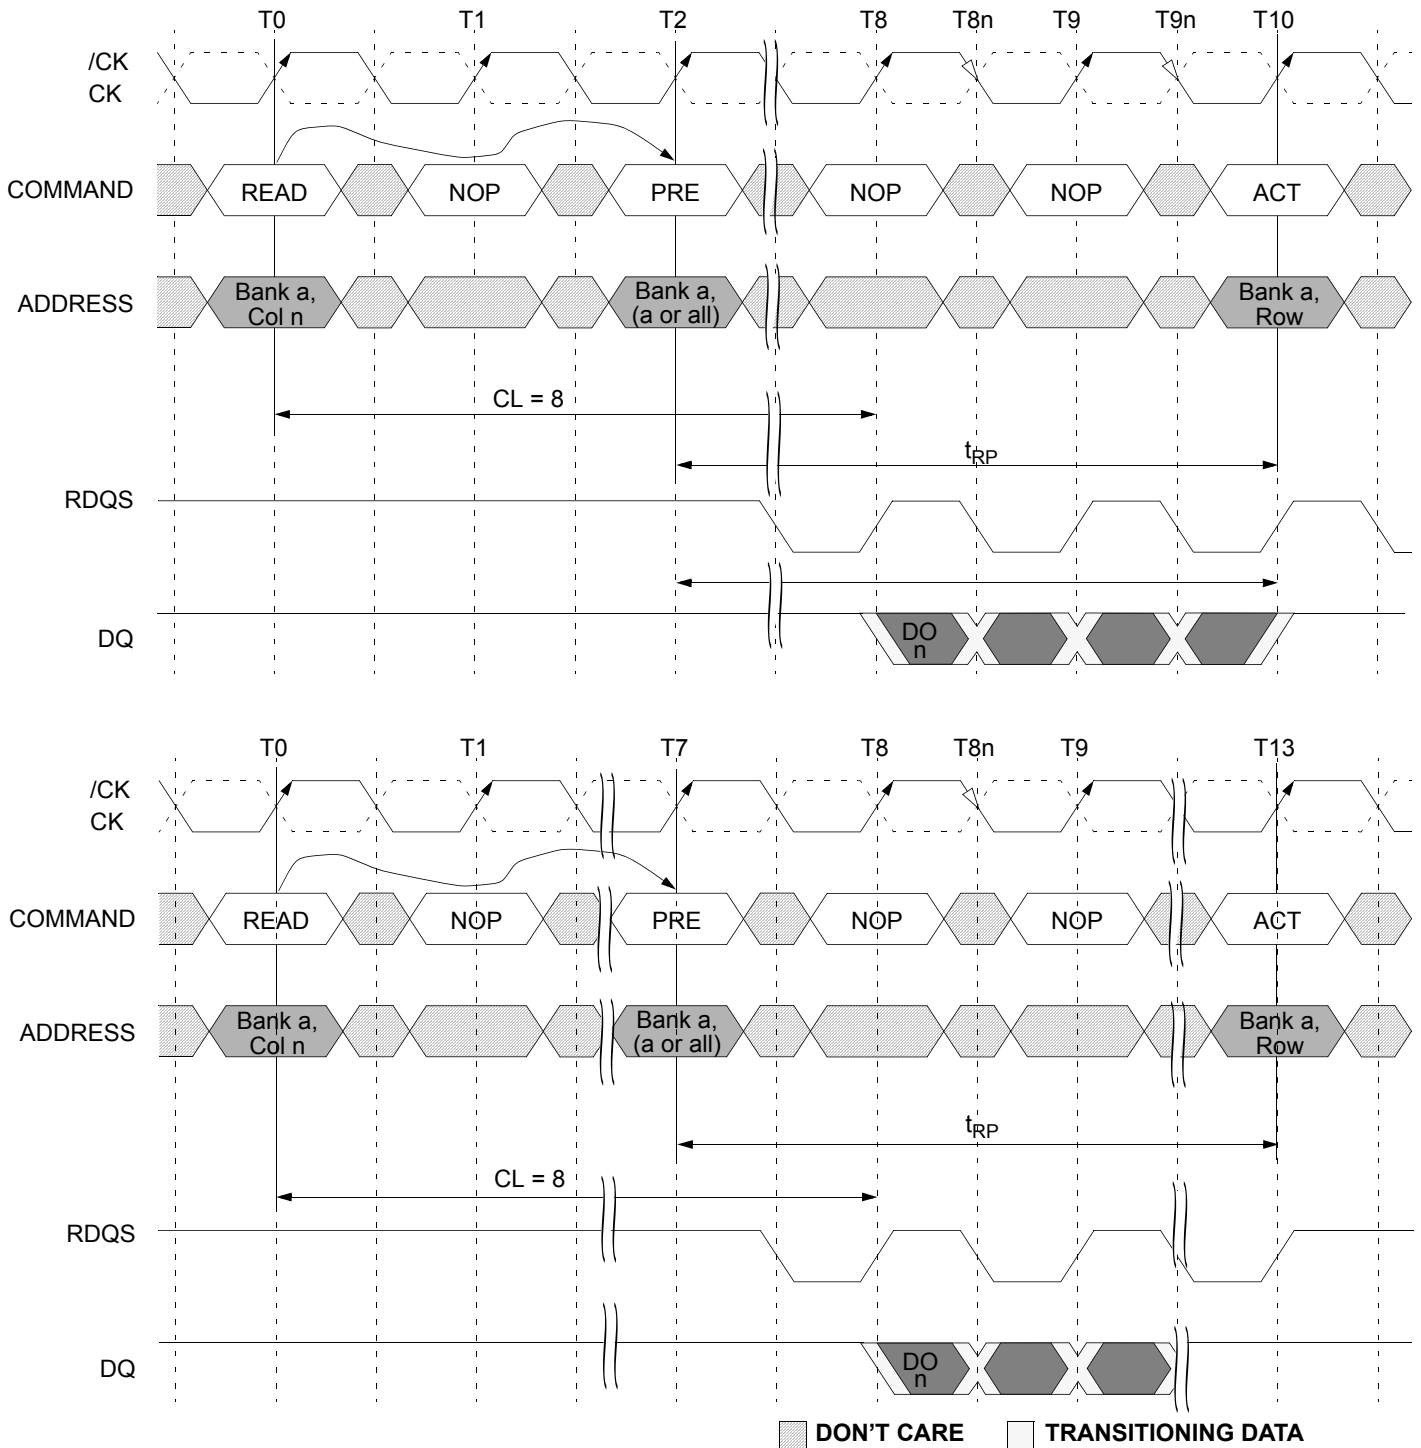 T0 T1 T2 T8 T8n T9 T9n T10
/CK
CK
COMMAND READ NOP PRE NOP NOP ACT
ADDRESS Bank a, Bank a, Bank a,
Col n (a or all) Row
CL = 8
tRP
RDQS
DQ DO
n
T0 T1 T7 T8 T8n T9 T13
/CK
CK
COMMAND READ NOP PRE NOP NOP ACT
ADDRESS Bank a, Bank a, Bank a,
Col n (a or all) Row
tRP
CL = 8
RDQS
DQ DO
n
DON'T CARE TRANSITIONING DATA